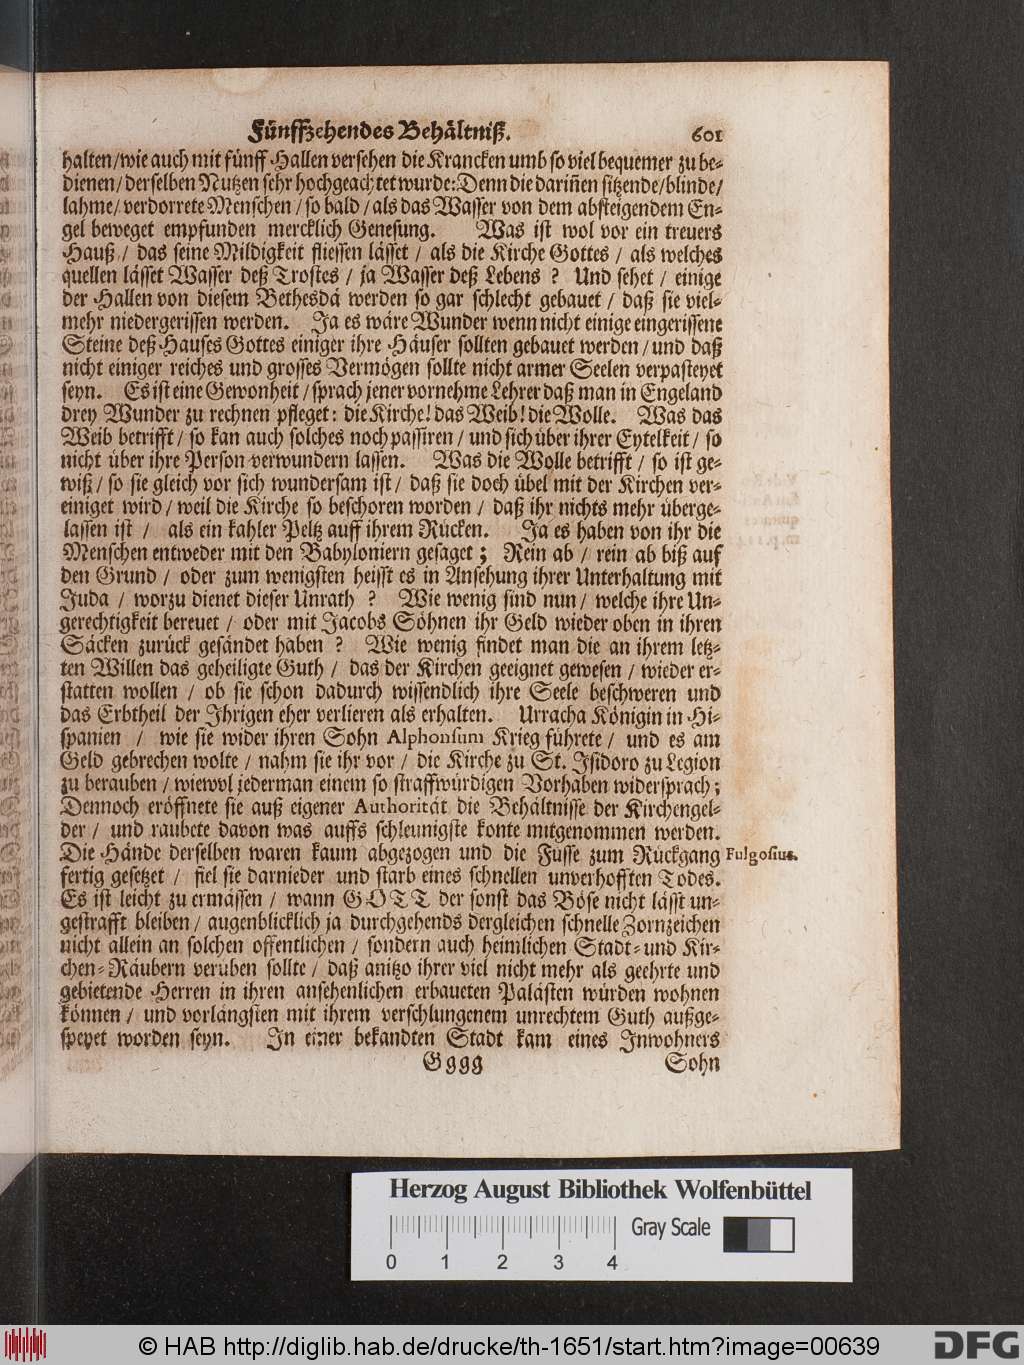 Fünffzehendes Behältniß. 601
halten/wie auch mit fünff Hallen versehen die Krancken umb so viel bequemer zu be-
dienen/derselben Nutzen sehr hochgeachtet wurde: Denn die dariñen sitzende/blinde/
lahme/verdorrete Menschen/so bald/als das Wasser von dem absteigendem En-
gel beweget empfunden mercklich Genesung. Was ist wol vor ein treuers
Hauß/ das seine Mildigkeit fliessen lässet/ als die Kirche Gottes/ als welches
quellen lässet Wasser deß Trostes/ ja Wasser deß Lebens? Und sehet/ einige
der Hallen von diesem Bethesdä werden so gar schlecht gebauet/ daß sie viel-
mehr niedergerissen werden. Ja es wäre Wunder wenn nicht einige eingerissene
Steine deß Hauses Gottes einiger ihre Häuser sollten gebauet werden/und daß
nicht einiger reiches und grosses Vermögen sollte nicht armer Seelen verpasteyet
seyn. Es ist eine Gewonheit/sprach jener vornehme Lehrer daß man in Engeland
drey Wunder zu rechnen pfleget: die Kirche! das Weib! die Wolle. Was das
Weib betrifft/ so kan auch solches noch passiren/ und sich über ihrer Eytelkeit/ so
nicht über ihre Person verwundern lassen. Was die Wolle betrifft/ so ist ge-
wiß/ so sie gleich vor sich wundersam ist/ daß sie doch übel mit der Kirchen ver-
einiget wird/ weil die Kirche so beschoren worden/ daß ihr nichts mehr überge-
lassen ist/ als ein kahler Peltz auff ihrem Rücken. Ja es haben von ihr die
Menschen entweder mit den Babyloniern gesaget; Rein ab/ rein ab biß auf
den Grund/ oder zum wenigsten heisst es in Ansehung ihrer Unterhaltung mit
Juda/ worzu dienet dieser Unrath? Wie wenig sind nun/ welche ihre Un-
gerechtigkeit bereuet/ oder mit Jacobs Söhnen ihr Geld wieder oben in ihren
Säcken zurück gesändet haben? Wie wenig findet man die an ihrem letz-
ten Willen das geheiligte Guth/ das der Kirchen geeignet gewesen/ wieder er-
statten wollen/ ob sie schon dadurch wissendlich ihre Seele beschweren und
das Erbtheil der Ihrigen eher verlieren als erhalten. Urracha Königin in Hi-
spanien/ wie sie wider ihren Sohn Alphonsum Krieg führete/ und es am
Geld gebrechen wolte/ nahm sie ihr vor/ die Kirche zu St. Isidoro zu Legion
zu berauben/ wiewol jederman einem so straffwürdigen Vorhaben widersprach;
Dennoch eröffnete sie auß eigener Authorität die Behältnisse der Kirchengel-
der/ und raubete davon was auffs schleunigste konte mitgenommen werden.
Die Hände derselben waren kaum abgezogen und die Füsse zum Rückgang Fulgosius.
fertig gesetzet/ fiel sie darnieder und starb eines schnellen unverhofften Todes.
Es ist leicht zu ermässen/ wann GOTT der sonst das Böse nicht lässt un-
gestrafft bleiben/ augenblicklich ja durchgehends dergleichen schnelle Zornzeichen
nicht allein an solchen offentlichen/ sondern auch heimlichen Stadt- und Kir-
chen-Räubern verüben sollte/ daß anitzo ihrer viel nicht mehr als geehrte und
gebietende Herren in ihren ansehenlichen erbaueten Palästen würden wohnen
können/ und vorlängsten mit ihrem verschlungenem unrechtem Guth außge-
speyet worden seyn. In einer bekandten Stadt kam eines Inwohners
Gggg Sohn
Herzog August Bibliothek Wolfenbüttel
Gray Scale
0 1 2 3 4
© HAB http://diglib.hab.de/drucke/th-1651/start.htm?image=00639 DFG